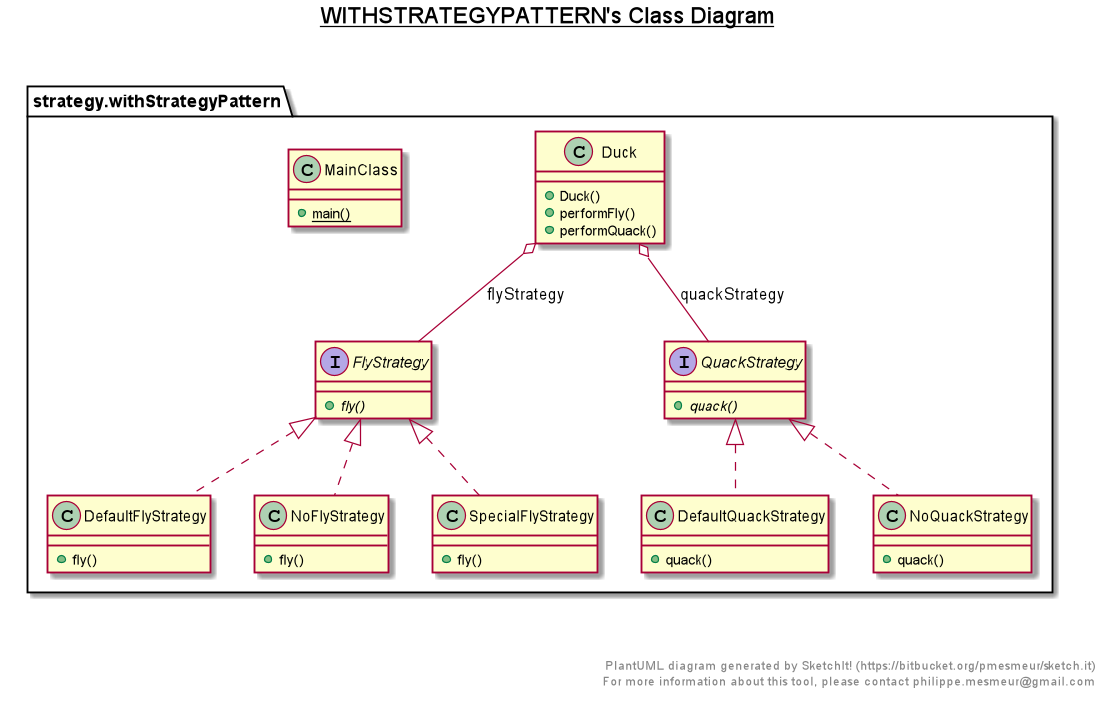 WITHSTRATEGYPATTERN's Class Diagram
strategy.withStrategyPattern
C MainClass
main()
C Duck
Duck()
performFly()
performQuack()
flyStrategy
quackStrategy
I FlyStrategy
fly()
I QuackStrategy
quack()
C DefaultFlyStrategy
fly()
C NoFlyStrategy
fly()
C SpecialFlyStrategy
fly()
C DefaultQuackStrategy
quack()
C NoQuackStrategy
quack()
PlantUML diagram generated by SketchIt! (https://bitbucket.org/pmesmeur/sketch.it)
For more information about this tool, please contact philippe.mesmeur@gmail.com